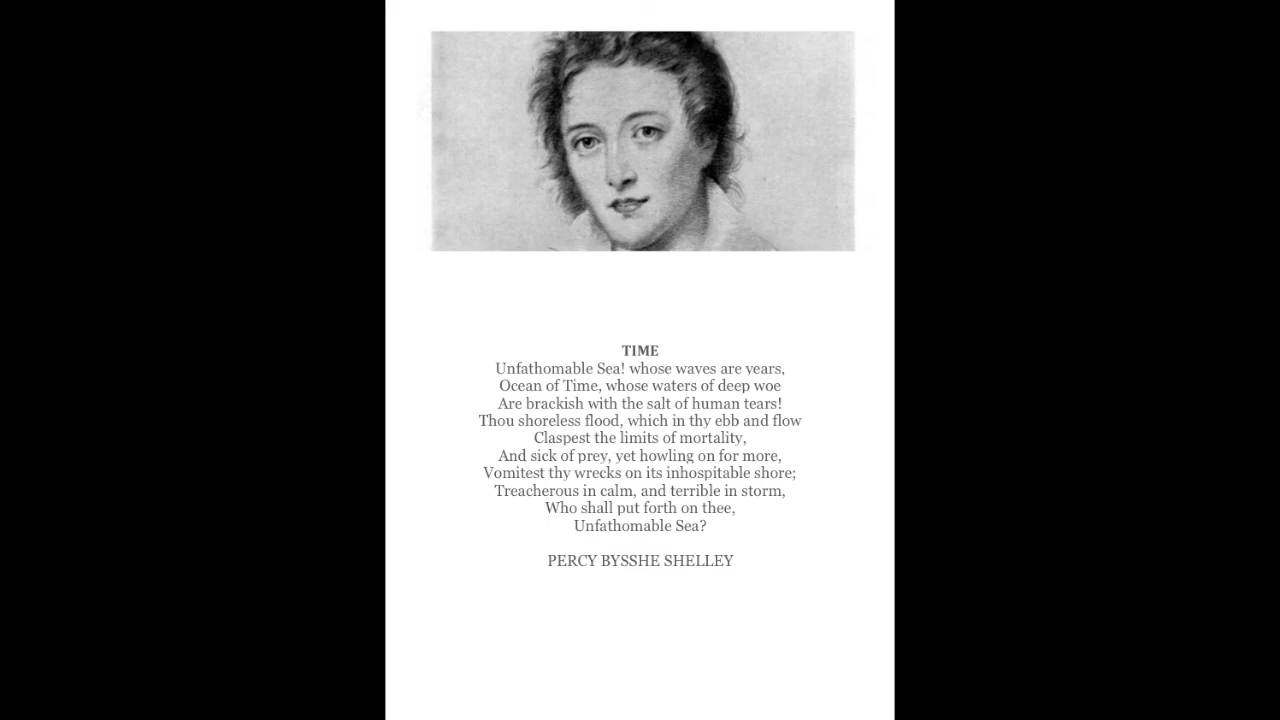 TIME
Unfathomable Sea! whose waves are years,
Ocean of Time, whose waters of deep woe
Are brackish with the salt of human tears!
Thou shoreless flood, which in thy ebb and flow
Claspest the limits of mortality,
And sick of prey, yet howling on for more,
Vomitest thy wrecks on its inhospitable shore;
Treacherous in calm, and terrible in storm,
Who shall put forth on thee,
Unfathomable Sea?
PERCY BYSSHE SHELLEY